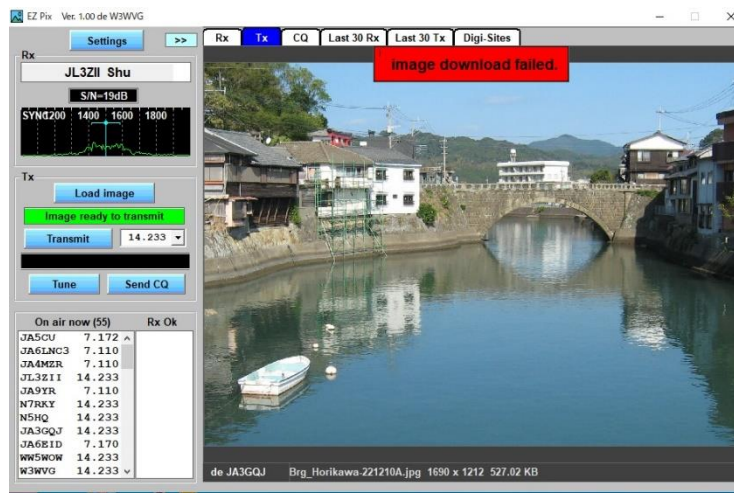 EZ Pix Ver. 1.00 de W3WVG
Settings >>
Rx Tx CQ Last 30 Rx Last 30 Tx Digi-Sites
Rx
JL3ZII Shu
image download failed.
S/N=19dB
SYNC1200 1400 1600 1800
Tx
Load image
Image ready to transmit
Transmit 14.233
Tune Send CQ
On air now (55) Rx Ok
JA5CU 7.172
JA6LNC3 7.110
JA4MZR 7.110
JL3ZII 14.233
JA9YR 7.110
N7RKY 14.233
N5HQ 14.233
JA3GQJ 14.233
JA6EID 7.170
WW5WOW 14.233
W3WVG 14.233
de JA3GQJ Brg_Horikawa-221210A.jpg 1690 x 1212 527.02 KB